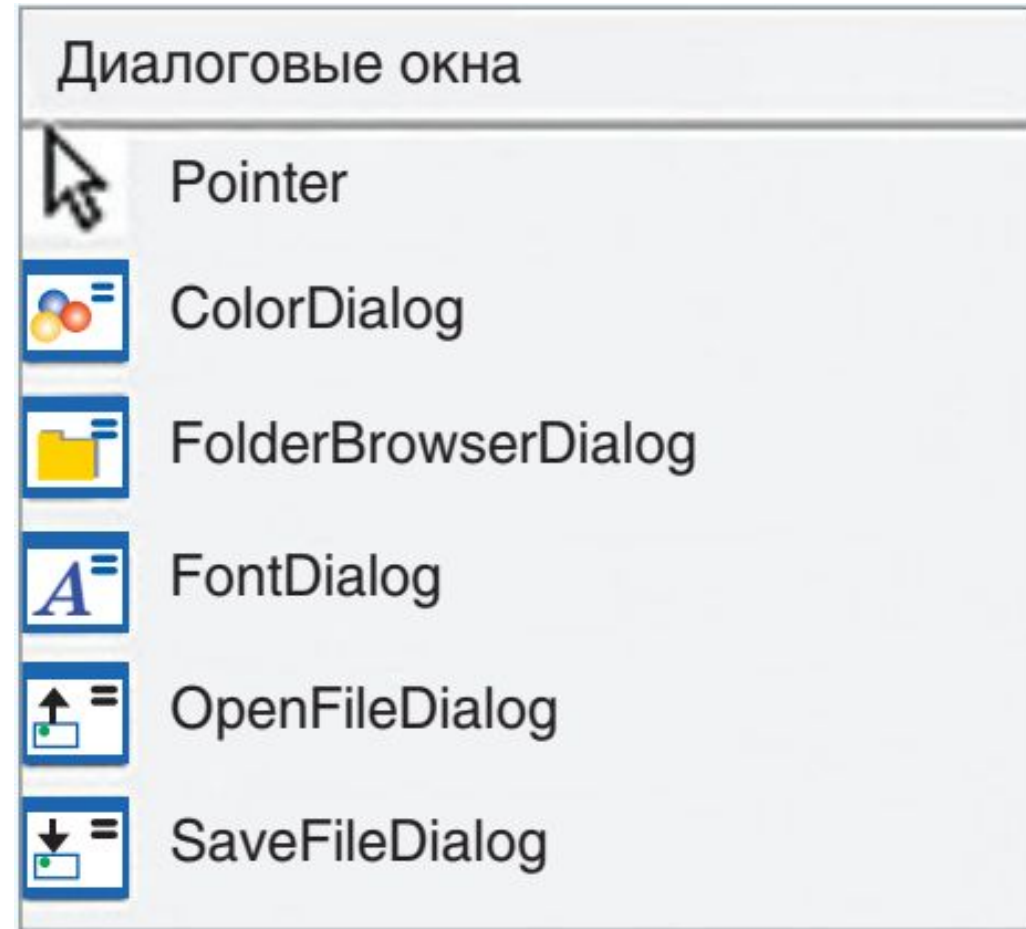 Диалоговые окна
Pointer
ColorDialog
FolderBrowserDialog
FontDialog
OpenFileDialog
SaveFileDialog